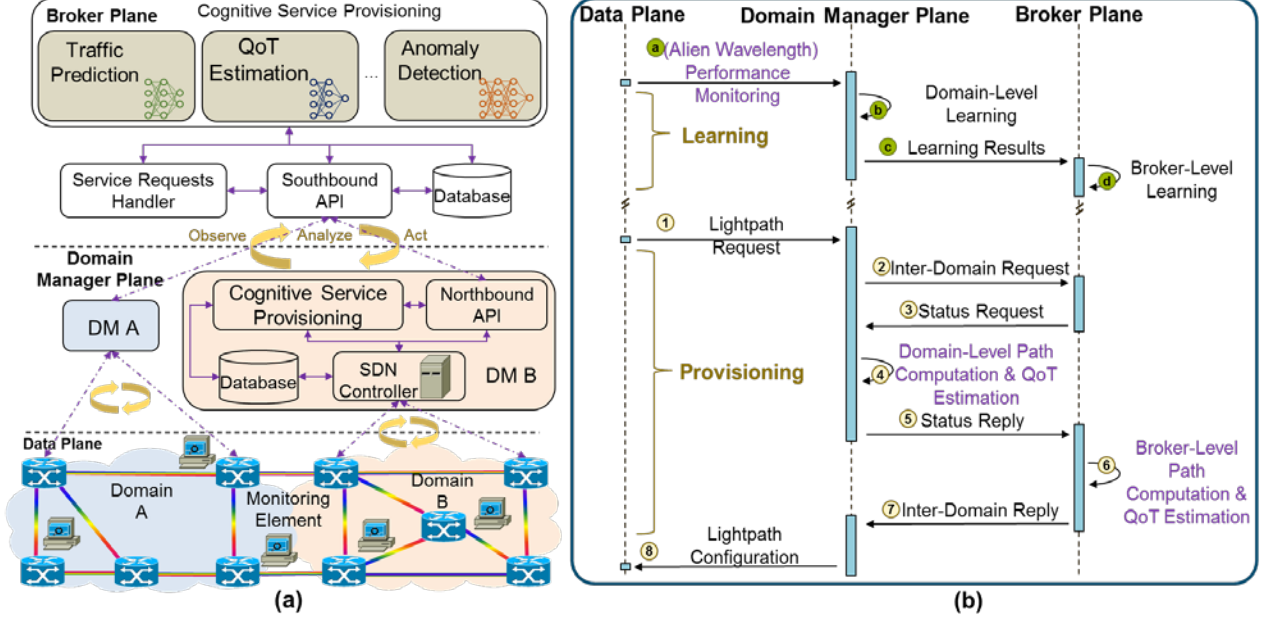 Broker Plane
Cognitive Service Provisioning
Traffic
Prediction
QoT
Estimation
...
Anomaly
Detection
Service Requests
Handler
Southbound
API
Database
Observe
Analyze
Act
Domain
Manager Plane
DM A
Cognitive Service
Provisioning
Northbound
API
Database
SDN
Controller
DM B
Data Plane
Domain
A
Monitoring
Element
Domain
B
(a)
Data Plane
Domain Manager Plane
Broker Plane
a (Alien Wavelength)
Performance
Monitoring
b
Domain-Level
Learning
Learning
c Learning Results
d
Broker-Level
Learning
1 Lightpath
Request
2 Inter-Domain Request
3 Status Request
Provisioning
4
Domain-Level Path
Computation & QoT
Estimation
5 Status Reply
6
Broker-Level
Path
Computation &
QoT Estimation
7 Inter-Domain Reply
8 Lightpath
Configuration
(b)